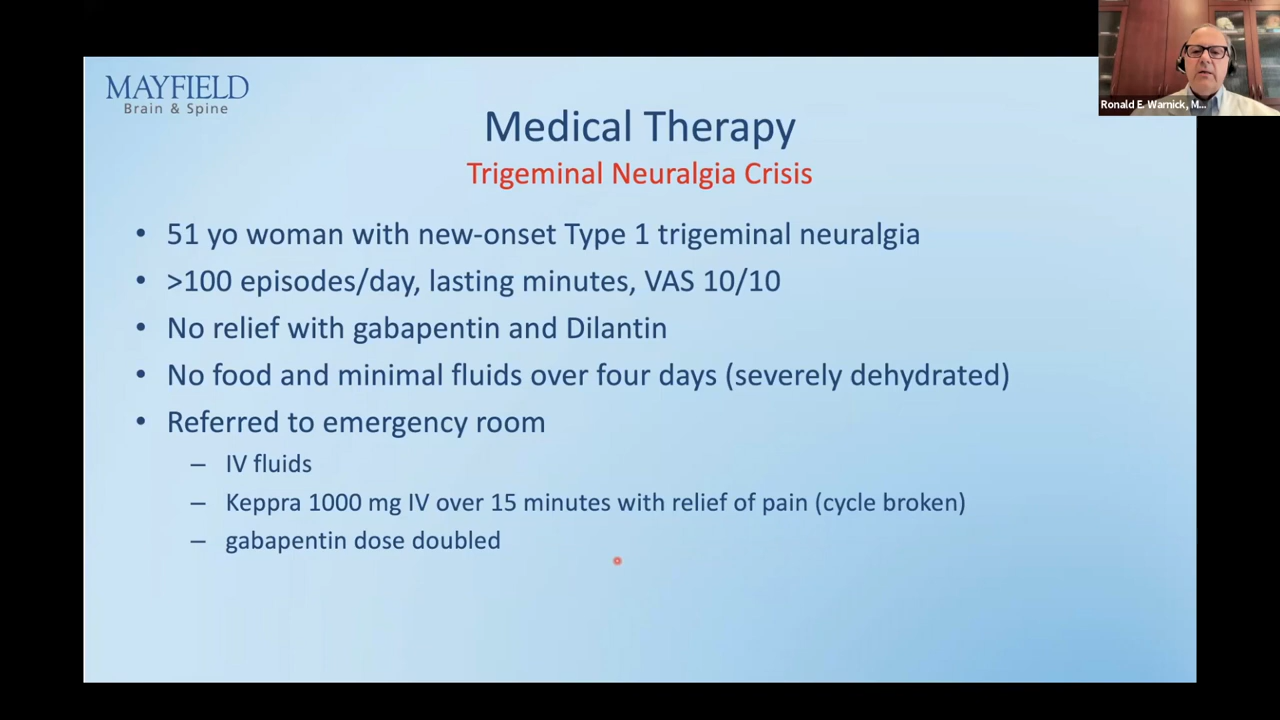 MAYFIELD
Brain & Spine
Ronald E. Warnick, M...
Medical Therapy
Trigeminal Neuralgia Crisis
• 51 yo woman with new-onset Type 1 trigeminal neuralgia
• >100 episodes/day, lasting minutes, VAS 10/10
• No relief with gabapentin and Dilantin
• No food and minimal fluids over four days (severely dehydrated)
• Referred to emergency room
– IV fluids
– Keppra 1000 mg IV over 15 minutes with relief of pain (cycle broken)
– gabapentin dose doubled